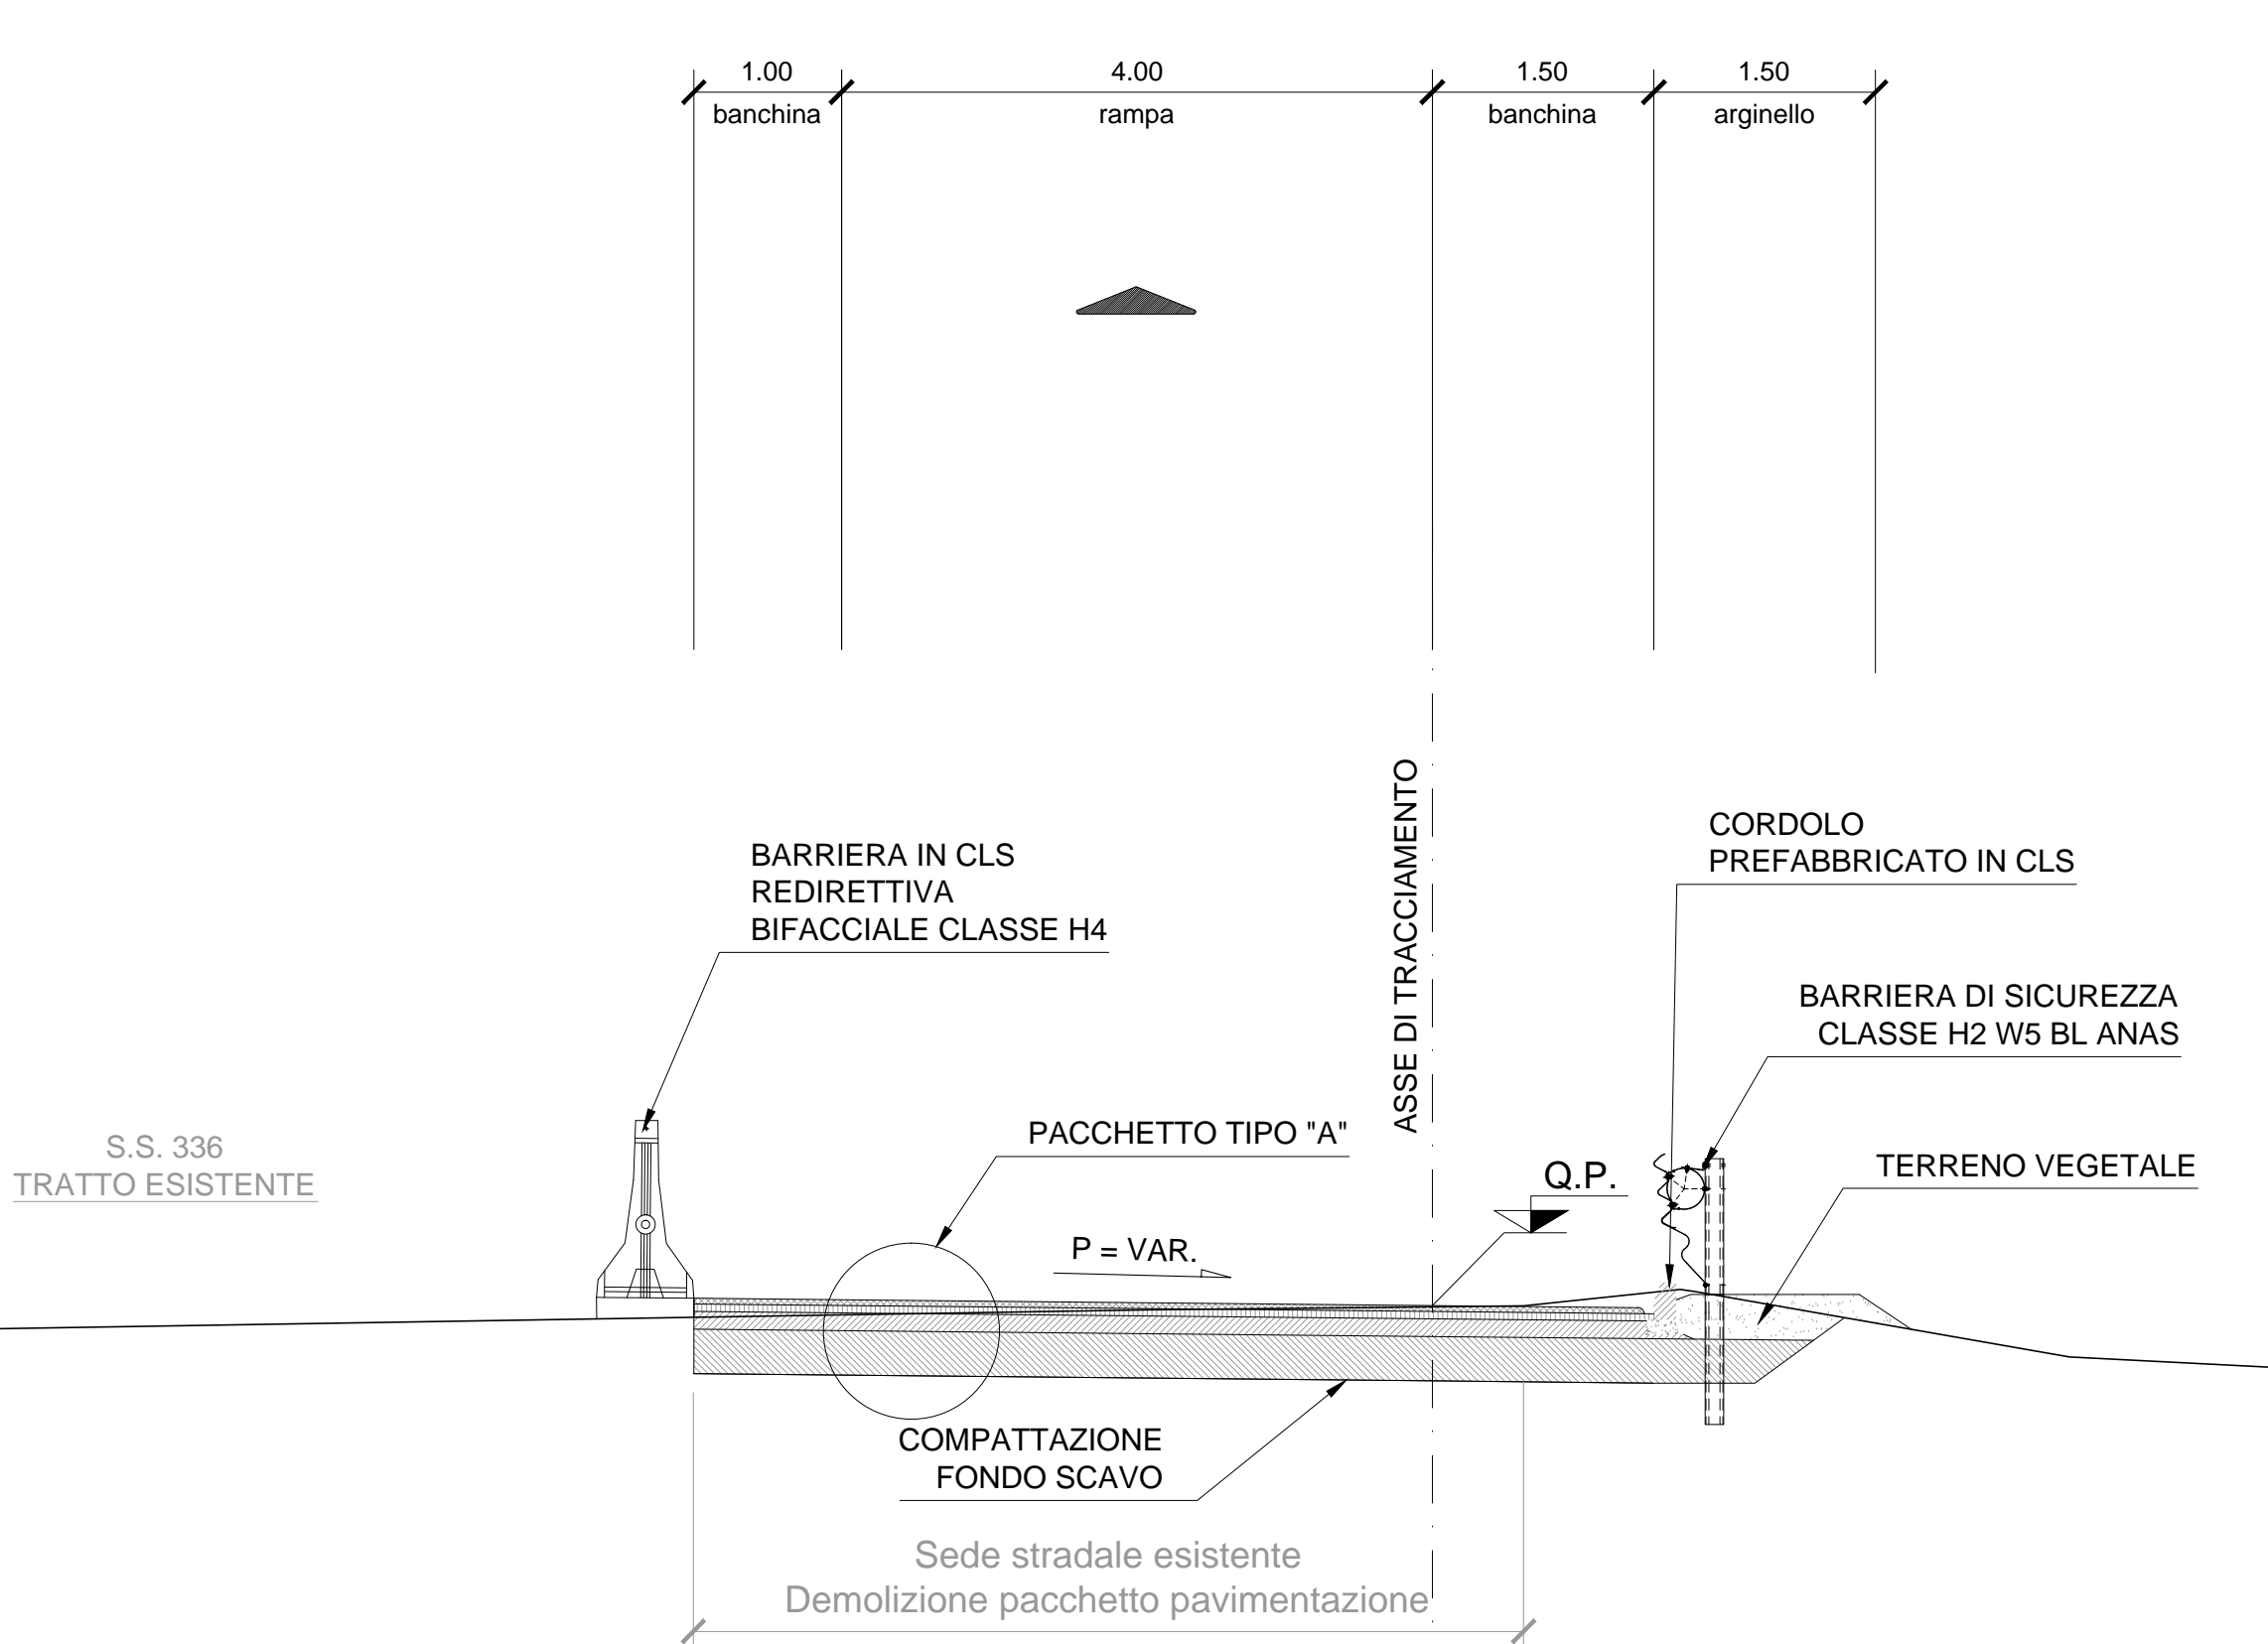 1.00
4.00
1.50
1.50
banchina
rampa
banchina
arginello
ASSE DI TRACCIAMENTO
CORDOLO
PREFABBRICATO IN CLS
BARRIERA IN CLS
REDIRETTIVA
BIFACCIALE CLASSE H4
BARRIERA DI SICUREZZA
CLASSE H2 W5 BL ANAS
S.S. 336
TRATTO ESISTENTE
PACCHETTO TIPO "A"
Q.P.
TERRENO VEGETALE
P = VAR.
COMPATTAZIONE
FONDO SCAVO
Sede stradale esistente
Demolizione pacchetto pavimentazione